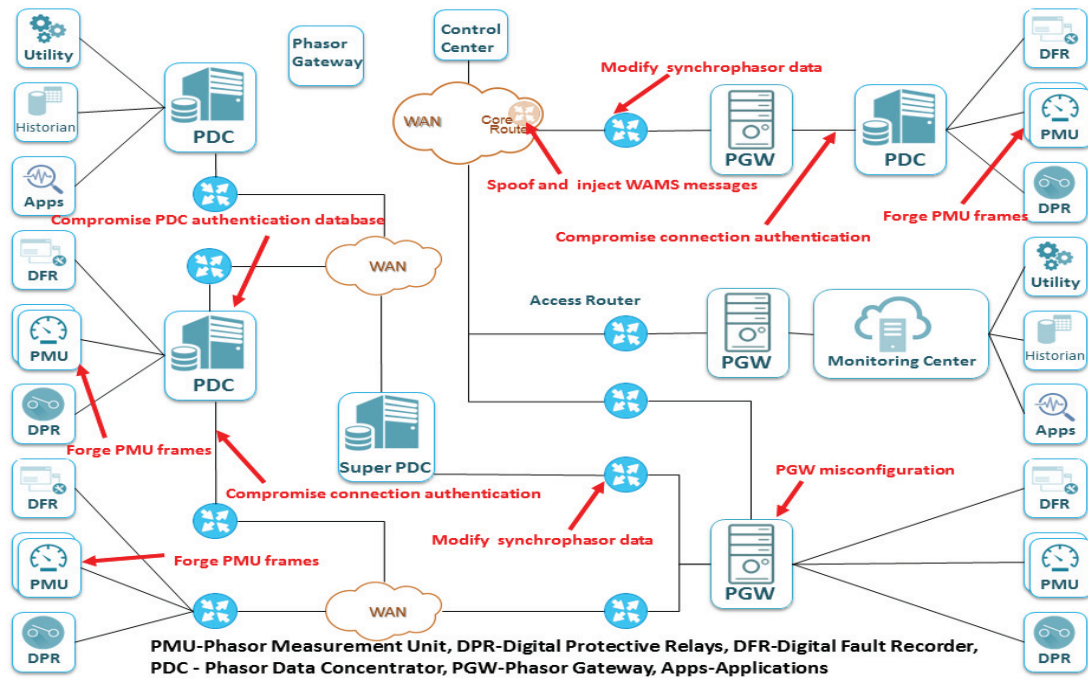 Utility
Historian
Apps
PDC
Phasor
Gateway
Control
Center
WAN
Core
Route
Modify synchrophasor data
PGW
PDC
DFR
PMU
DPR
Spoof and inject WAMS messages
Compromise connection authentication
Forge PMU frames
Compromise PDC authentication database
DFR
PMU
DPR
PDC
WAN
Forge PMU frames
Access Router
PGW
Monitoring Center
Utility
Historian
Apps
Super PDC
Compromise connection authentication
Modify synchrophasor data
PGW misconfiguration
DFR
PMU
DPR
Forge PMU frames
WAN
PGW
DFR
PMU
DPR
PMU-Phasor Measurement Unit, DPR-Digital Protective Relays, DFR-Digital Fault Recorder,
PDC - Phasor Data Concentrator, PGW-Phasor Gateway, Apps-Applications